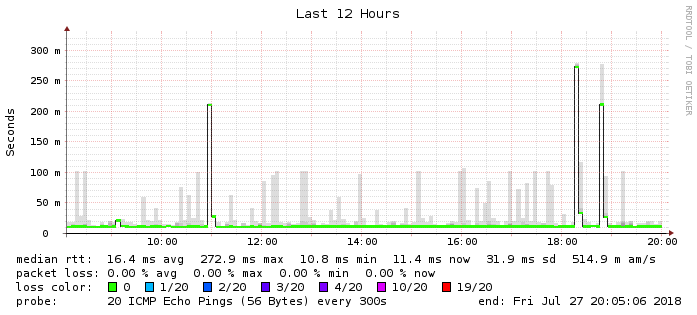 Last 12 Hours
RRDTOOL / TOBI OETIKER
Seconds
300 m
250 m
200 m
150 m
100 m
50 m
0
10:00 12:00 14:00 16:00 18:00 20:00
median rtt: 16.4 ms avg 272.9 ms max 10.8 ms min 11.4 ms now 31.9 ms sd 514.9 m am/s
packet loss: 0.00 % avg 0.00 % max 0.00 % min 0.00 % now
loss color: 0 1/20 2/20 3/20 4/20 10/20 19/20
probe: 20 ICMP Echo Pings (56 Bytes) every 300s end: Fri Jul 27 20:05:06 2018